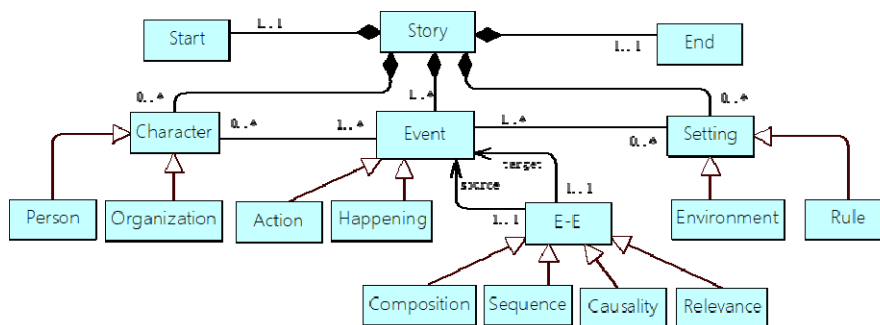 Start
1..1
Story
1..1
End
0..*
1..*
0..*
Character
0..*
1..*
Event
1..*
0..*
Setting
source
target
1..1
1..1
E-E
Person
Organization
Action
Happening
Environment
Rule
Composition
Sequence
Causality
Relevance